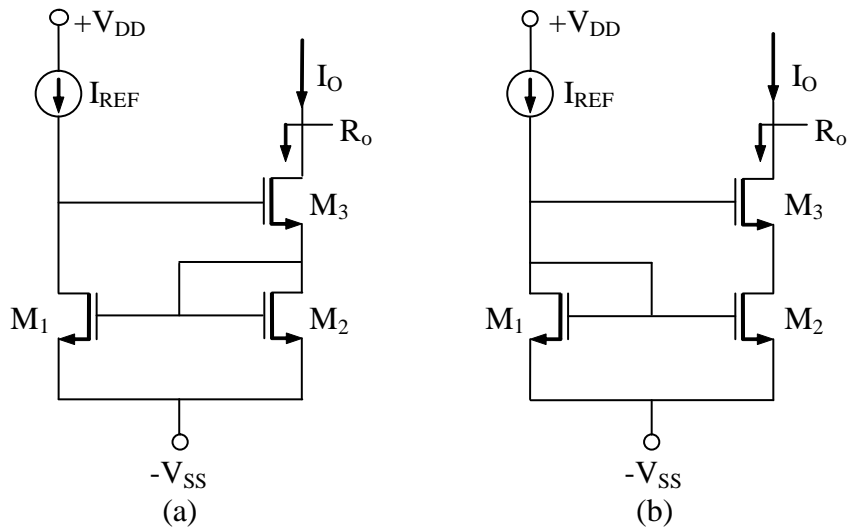 +V_DD
I_REF
I_O
R_o
M_3
M_1
M_2
-V_SS
(a)
+V_DD
I_REF
I_O
R_o
M_3
M_1
M_2
-V_SS
(b)